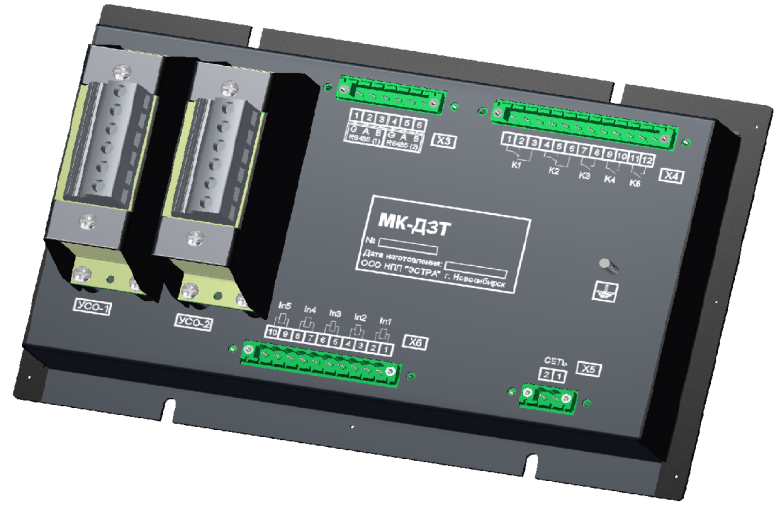 1 2 3 4 5 6
G A B G A B
RS485 (1) RS485 (2)
X3
1 2 3 4 5 6 7 8 9 10 11 12
K1 K2 K3 K4 K5
X4
МК-ДЗТ
№
Дата изготовления:
ООО НПП "ЭСТРА" г. Новосибирск
УСО-1
УСО-2
In5 In4 In3 In2 In1
10 9 8 7 6 5 4 3 2 1
X6
СЕТЬ
2 1
X5